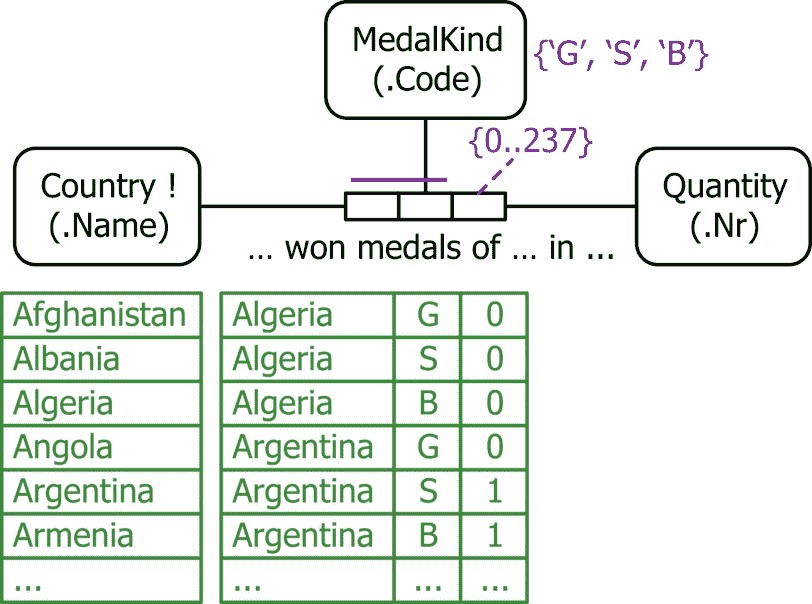 MedalKind
(.Code)
{‘G’, ‘S’, ‘B’}
{0..237}
Country !
(.Name)
Quantity
(.Nr)
... won medals of ... in ...
Afghanistan
Albania
Algeria
Angola
Argentina
Armenia
...
Algeria G 0
Algeria S 0
Algeria B 0
Argentina G 0
Argentina S 1
Argentina B 1
... ... ...